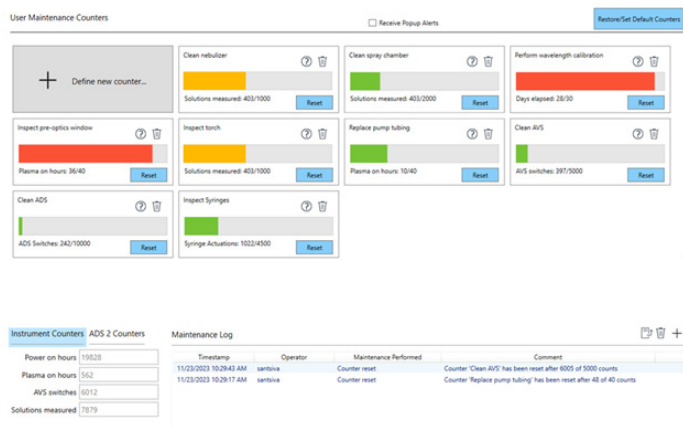 User Maintenance Counters
Receive Popup Alerts
Restore/Set Default Counters
Define new counter...
Clean nebulizer
Solutions measured: 403/1000
Reset
Clean spray chamber
Solutions measured: 403/2000
Reset
Perform wavelength calibration
Days elapsed: 28/30
Reset
Inspect pre-optics window
Plasma on hours: 36/40
Reset
Inspect torch
Solutions measured: 403/1000
Reset
Replace pump tubing
Plasma on hours: 10/40
Reset
Clean AVS
AVS switches: 397/5000
Reset
Clean ADS
ADS Switches: 242/10000
Reset
Inspect Syringes
Syringe Actuations: 1022/4500
Reset
Instrument Counters ADS 2 Counters
Power on hours 19828
Plasma on hours 562
AVS switches 6012
Solutions measured 7879
Maintenance Log
Timestamp Operator Maintenance Performed Comment
11/23/2023 10:29:43 AM santsiva Counter reset Counter 'Clean AVS' has been reset after 6005 of 5000 counts
11/23/2023 10:29:17 AM santsiva Counter reset Counter 'Replace pump tubing' has been reset after 48 of 40 counts